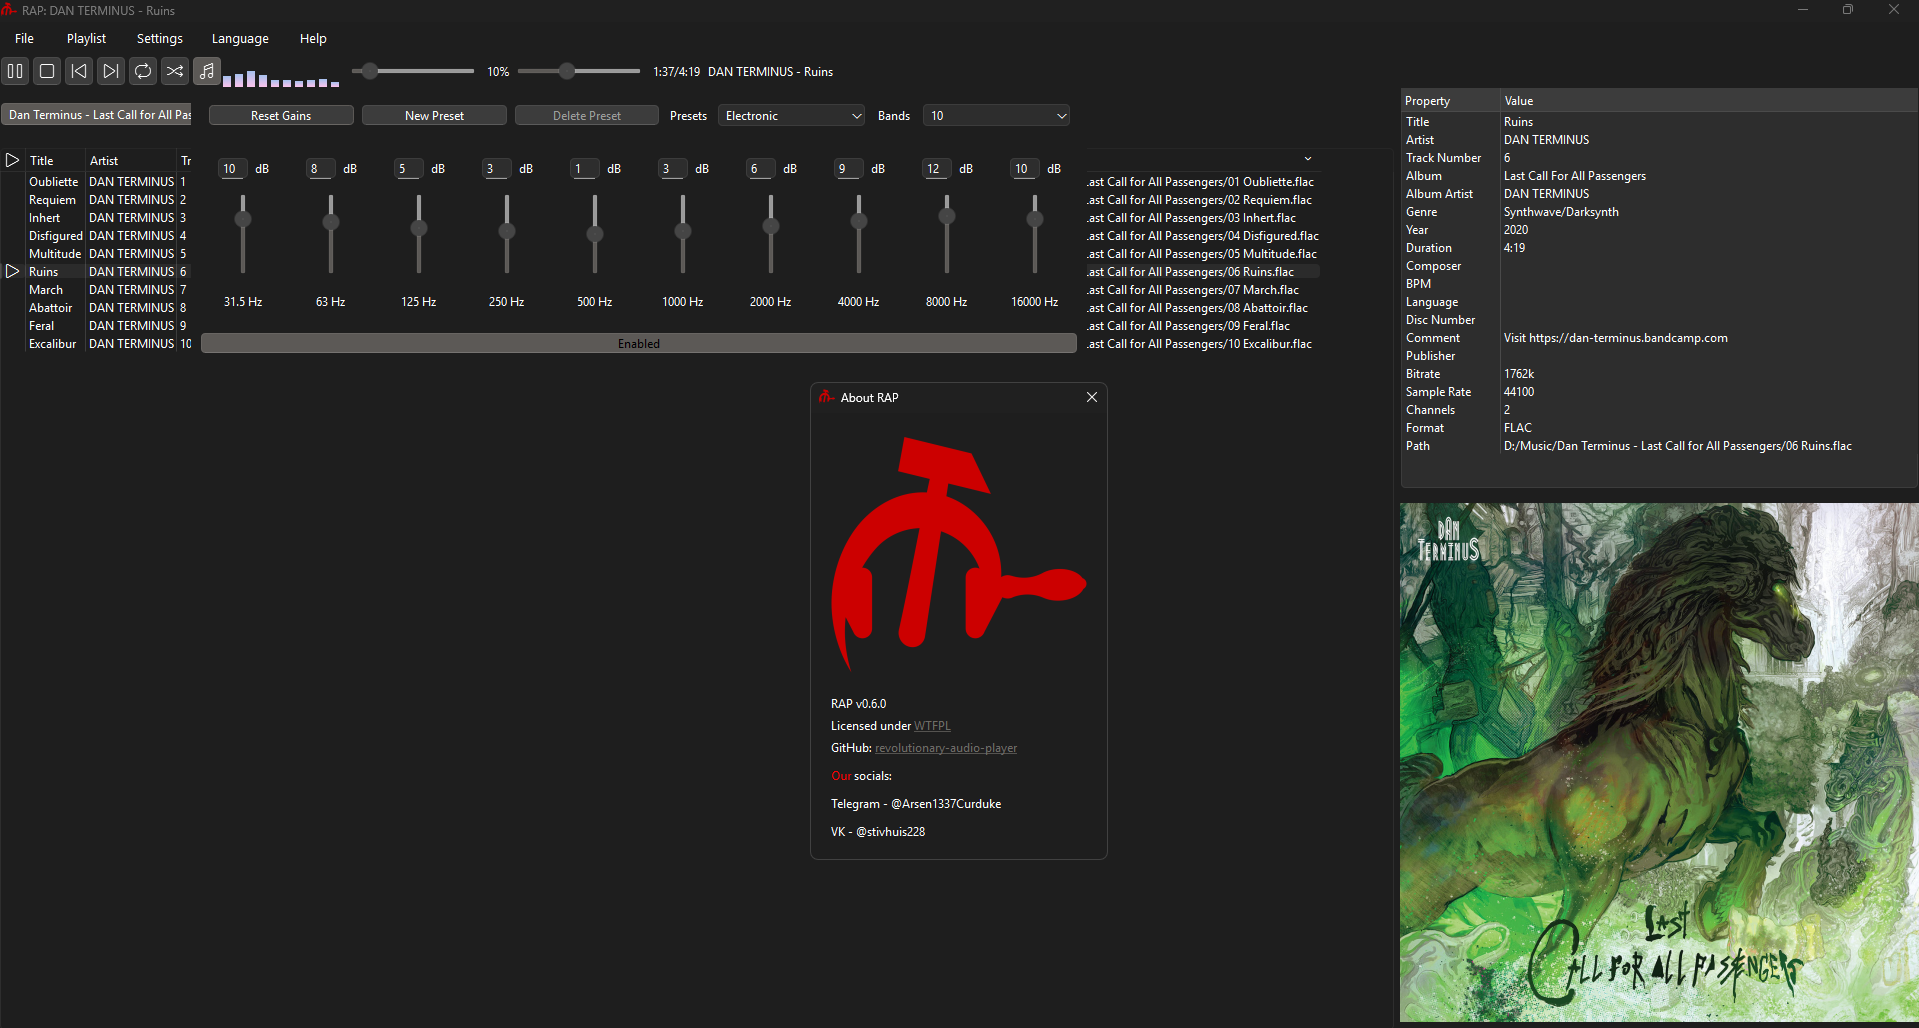 RAP: DAN TERMINUS - Ruins
File Playlist Settings Language Help
10% 1:37/4:19 DAN TERMINUS - Ruins
Dan Terminus - Last Call for All Pas
Reset Gains New Preset Delete Preset Presets Electronic Bands 10
Title Artist Tr
Oubliette DAN TERMINUS 1
Requiem DAN TERMINUS 2
Inhert DAN TERMINUS 3
Disfigured DAN TERMINUS 4
Multitude DAN TERMINUS 5
Ruins DAN TERMINUS 6
March DAN TERMINUS 7
Abattoir DAN TERMINUS 8
Feral DAN TERMINUS 9
Excalibur DAN TERMINUS 10
10 dB 8 dB 5 dB 3 dB 1 dB 3 dB 6 dB 9 dB 12 dB 10 dB
31.5 Hz 63 Hz 125 Hz 250 Hz 500 Hz 1000 Hz 2000 Hz 4000 Hz 8000 Hz 16000 Hz
Enabled
ast Call for All Passengers/01 Oubliette.flac
ast Call for All Passengers/02 Requiem.flac
ast Call for All Passengers/03 Inhert.flac
ast Call for All Passengers/04 Disfigured.flac
ast Call for All Passengers/05 Multitude.flac
ast Call for All Passengers/06 Ruins.flac
ast Call for All Passengers/07 March.flac
ast Call for All Passengers/08 Abattoir.flac
ast Call for All Passengers/09 Feral.flac
ast Call for All Passengers/10 Excalibur.flac
Property Value
Title Ruins
Artist DAN TERMINUS
Track Number 6
Album Last Call For All Passengers
Album Artist DAN TERMINUS
Genre Synthwave/Darksynth
Year 2020
Duration 4:19
Composer
BPM
Language
Disc Number
Comment Visit https://dan-terminus.bandcamp.com
Publisher
Bitrate 1762k
Sample Rate 44100
Channels 2
Format FLAC
Path D:/Music/Dan Terminus - Last Call for All Passengers/06 Ruins.flac
About RAP
RAP v0.6.0
Licensed under WTFPL
GitHub: revolutionary-audio-player
Our socials:
Telegram - @Arsen1337Curduke
VK - @stivhuis228
DAN
TERMINUS
LAST
CALL FOR ALL PASSENGERS